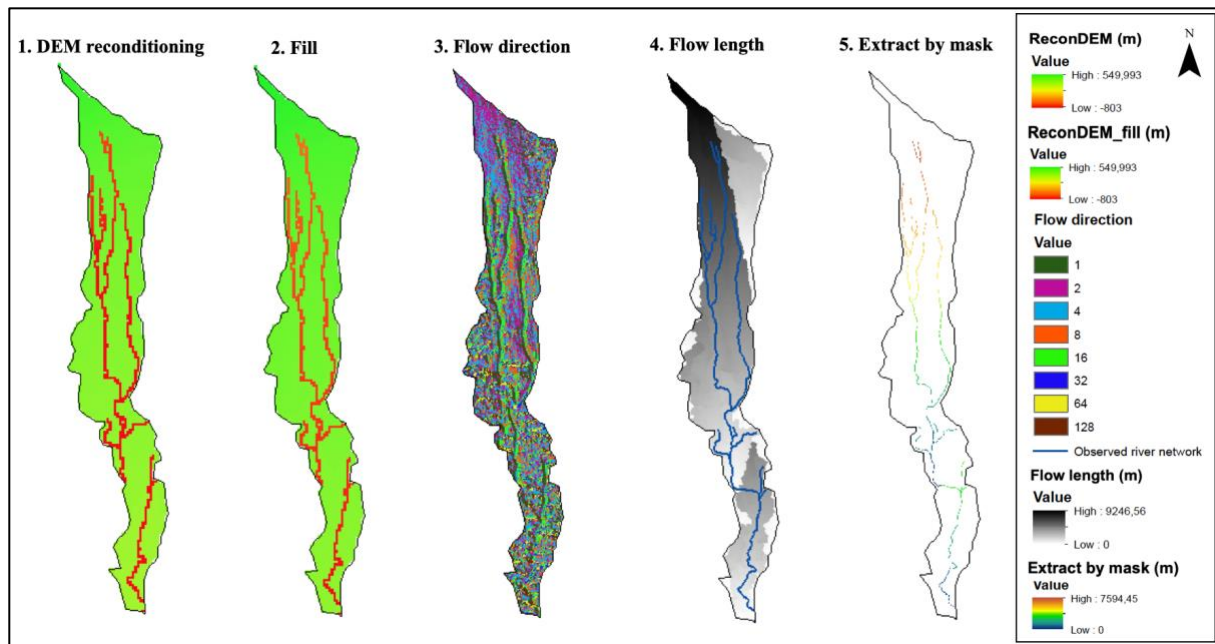 1. DEM reconditioning
2. Fill
3. Flow direction
4. Flow length
5. Extract by mask
ReconDEM (m)
N
Value
High : 549,993
Low : -803
ReconDEM_fill (m)
Value
High : 549,993
Low : -803
Flow direction
Value
1
2
4
8
16
32
64
128
Observed river network
Flow length (m)
Value
High : 9246,56
Low : 0
Extract by mask (m)
Value
High : 7594,45
Low : 0